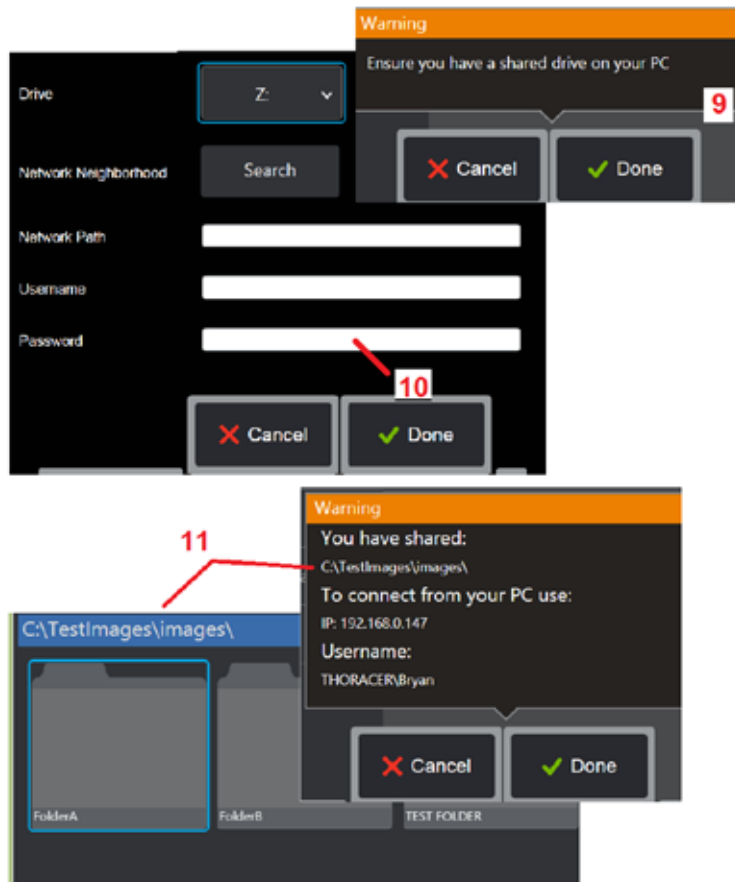 Warning
Ensure you have a shared drive on your PC
9
Cancel
Done
Drive
Z:
Network Neighborhood
Search
Network Path
Username
Password
10
Cancel
Done
11
Warning
You have shared:
C:\TestImages\images\
To connect from your PC use:
IP: 192.168.0.147
Username:
THORACER\Bryan
Cancel
Done
C:\TestImages\images\
FolderA
FolderB
TEST FOLDER